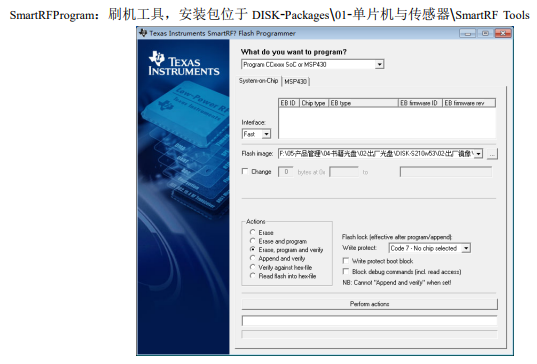 SmartRFProgram：刷机工具，安装包位于 DISK-Packages\01-单片机与传感器\SmartRF Tools
Texas Instruments SmartRF? Flash Programmer
TEXAS INSTRUMENTS
Low-Power RF
What do you want to program?
Program CCxxxx SoC or MSP430
System-on-Chip MSP430
EB ID Chip type EB type EB firmware ID EB firmware rev
Interface:
Fast
Flash image: F:\05-产品管理\04-书籍光盘\02出厂光盘\DISK-S210w53\02出厂镜像\ ...
Change 0 bytes at 0x to
Actions
Erase
Erase and program
Erase, program and verify
Append and verify
Verify against hex-file
Read flash into hex-file
Flash lock (effective after program/append):
Write protect: Code 7 - No chip selected
Write protect boot block
Block debug commands (incl. read access)
NB: Cannot "Append and verify" when set!
Perform actions